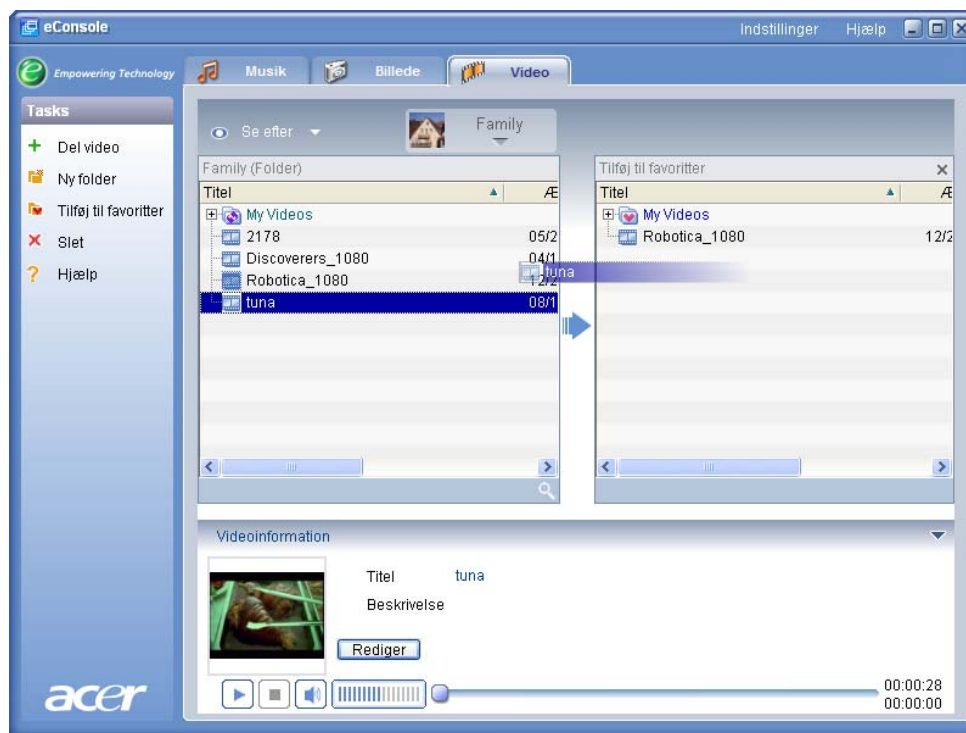 eConsole
Indstillinger Hjælp
Empowering Technology
Musik Billede Video
Tasks
Del video
Ny folder
Tilføj til favoritter
Slet
Hjælp
Se efter
Family
Family (Folder)
Titel Æ
My Videos
2178 05/2
Discoverers_1080 04/1
Robotica_1080 12/2
tuna 08/1
tuna
Tilføj til favoritter
Titel Æ
My Videos
Robotica_1080 12/2
Videoinformation
Titel tuna
Beskrivelse
Rediger
00:00:28
00:00:00
acer